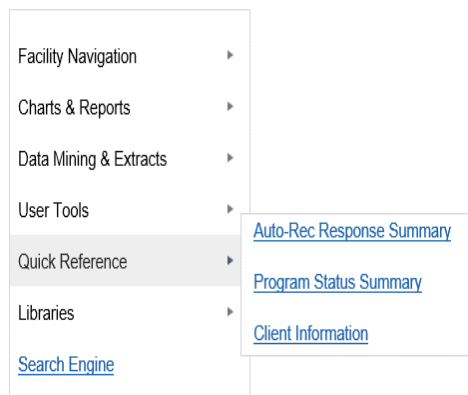 Facility Navigation
Charts & Reports
Data Mining & Extracts
User Tools
Quick Reference
Auto-Rec Response Summary
Program Status Summary
Client Information
Libraries
Search Engine